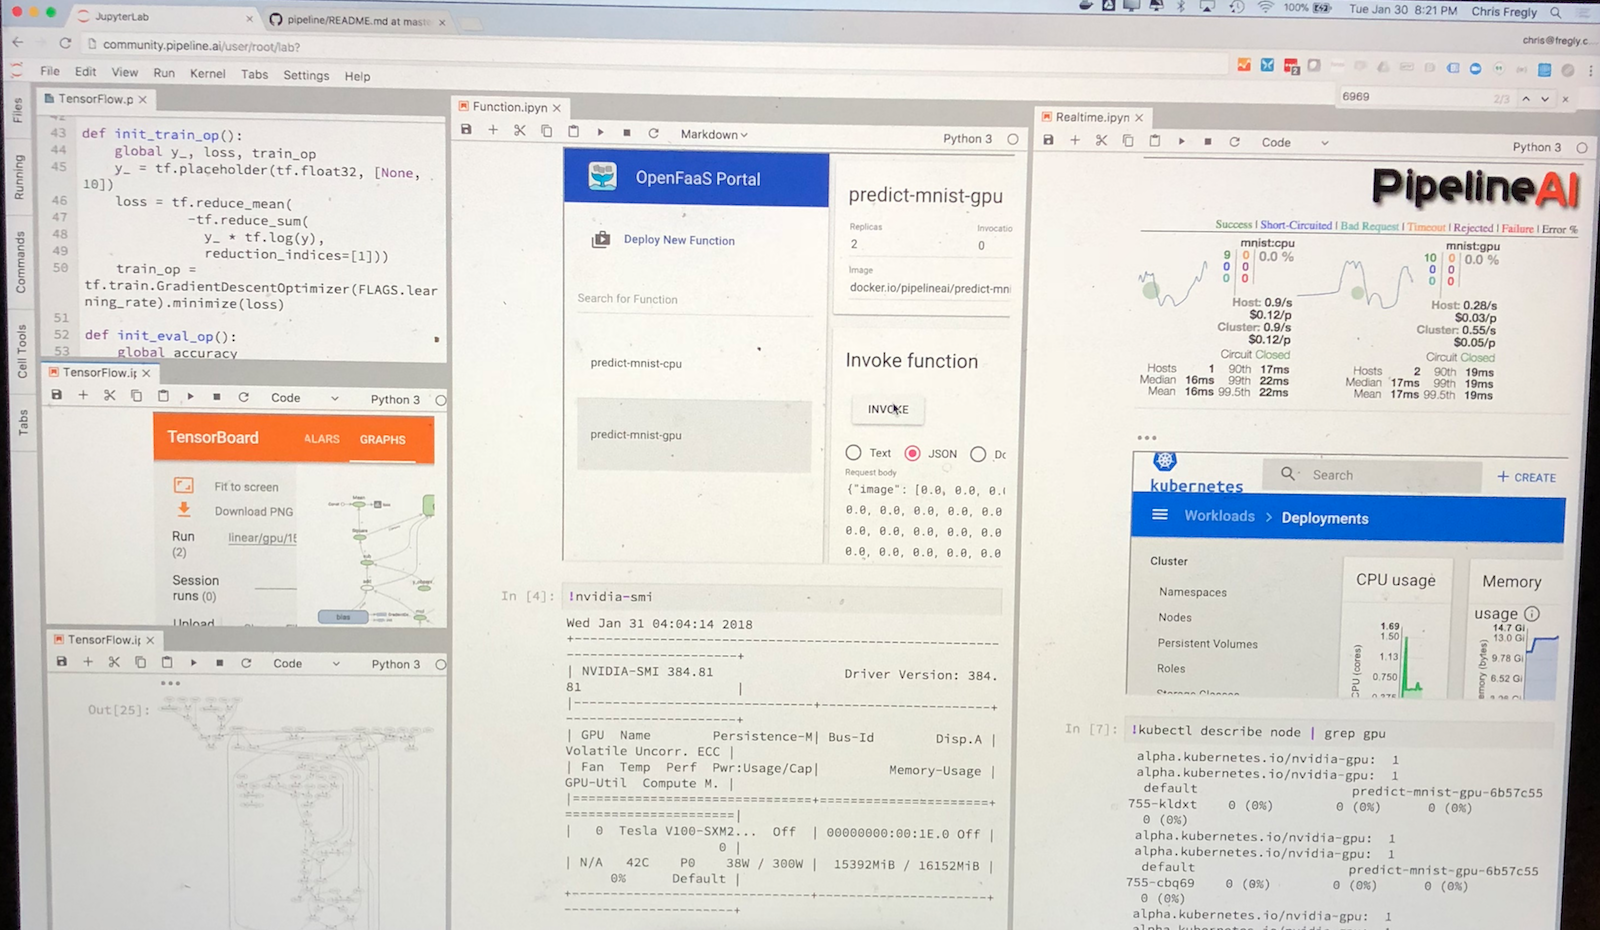 JupyterLab
pipeline/README.md at maste
100%
Tue Jan 30 8:21 PM Chris Fregly
community.pipeline.ai/user/root/lab?
chris@fregly.c...
File Edit View Run Kernel Tabs Settings Help
6969 2/3
Files
Running
Commands
Cell Tools
Tabs
TensorFlow.p
43 def init_train_op():
44 global y_, loss, train_op
45 y_ = tf.placeholder(tf.float32, [None,
10])
46 loss = tf.reduce_mean(
47 -tf.reduce_sum(
48 y_ * tf.log(y),
49 reduction_indices=[1]))
50 train_op =
tf.train.GradientDescentOptimizer(FLAGS.lear
ning_rate).minimize(loss)
51
52 def init_eval_op():
53 global accuracy
TensorFlow.ip
Code Python 3
TensorBoard ALARS GRAPHS
Fit to screen
Download PNG
Run
(2)
linear/gpu/15
Session
runs (0)
Upload
bias
TensorFlow.ip
Code Python 3
Out[25]:
Function.ipyn
Markdown Python 3
OpenFaaS Portal
Deploy New Function
Search for Function
predict-mnist-cpu
predict-mnist-gpu
predict-mnist-gpu
Replicas Invocatio
2 0
Image
docker.io/pipelineai/predict-mni
Invoke function
INVOKE
Text JSON Do
Request body
{"image": [0.0, 0.0, 0.0
0.0, 0.0, 0.0, 0.0, 0.0
0.0, 0.0, 0.0, 0.0, 0.0
0.0, 0.0, 0.0, 0.0, 0.0
In [4]: !nvidia-smi
Wed Jan 31 04:04:14 2018
| NVIDIA-SMI 384.81 Driver Version: 384.
81 |
| GPU Name Persistence-M| Bus-Id Disp.A |
Volatile Uncorr. ECC |
| Fan Temp Perf Pwr:Usage/Cap| Memory-Usage |
GPU-Util Compute M. |
| 0 Tesla V100-SXM2... Off | 00000000:00:1E.0 Off |
0 |
| N/A 42C P0 38W / 300W | 15392MiB / 16152MiB |
0% Default |
Realtime.ipyn
Code Python 3
PipelineAI
Success | Short-Circuited | Bad Request | Timeout | Rejected | Failure | Error %
mnist:cpu
9 0 0.0 %
0 0
0 0
Host: 0.9/s
$0.12/p
Cluster: 0.9/s
$0.12/p
Circuit Closed
Hosts 1 90th 17ms
Median 16ms 99th 22ms
Mean 16ms 99.5th 22ms
mnist:gpu
10 0 0.0 %
0 0
0 0
Host: 0.28/s
$0.03/p
Cluster: 0.55/s
$0.05/p
Circuit Closed
Hosts 2 90th 19ms
Median 17ms 99th 19ms
Mean 17ms 99.5th 19ms
kubernetes
Search
+ CREATE
Workloads > Deployments
Cluster
Namespaces
Nodes
Persistent Volumes
Roles
Storage Classes
CPU usage
CPU (cores)
1.69
1.50
1.13
0.750
0.375
Memory
usage
emory (bytes)
14.7 Gi
13.0 Gi
9.78 Gi
6.52 Gi
In [7]: !kubectl describe node | grep gpu
alpha.kubernetes.io/nvidia-gpu: 1
alpha.kubernetes.io/nvidia-gpu: 1
default predict-mnist-gpu-6b57c55
755-kldxt 0 (0%) 0 (0%) 0 (0%)
0 (0%)
alpha.kubernetes.io/nvidia-gpu: 1
alpha.kubernetes.io/nvidia-gpu: 1
default predict-mnist-gpu-6b57c55
755-cbq69 0 (0%) 0 (0%) 0 (0%)
0 (0%)
alpha.kubernetes.io/nvidia-gpu: 1
alpha.kubernetes.io/nvidia-gpu: 1